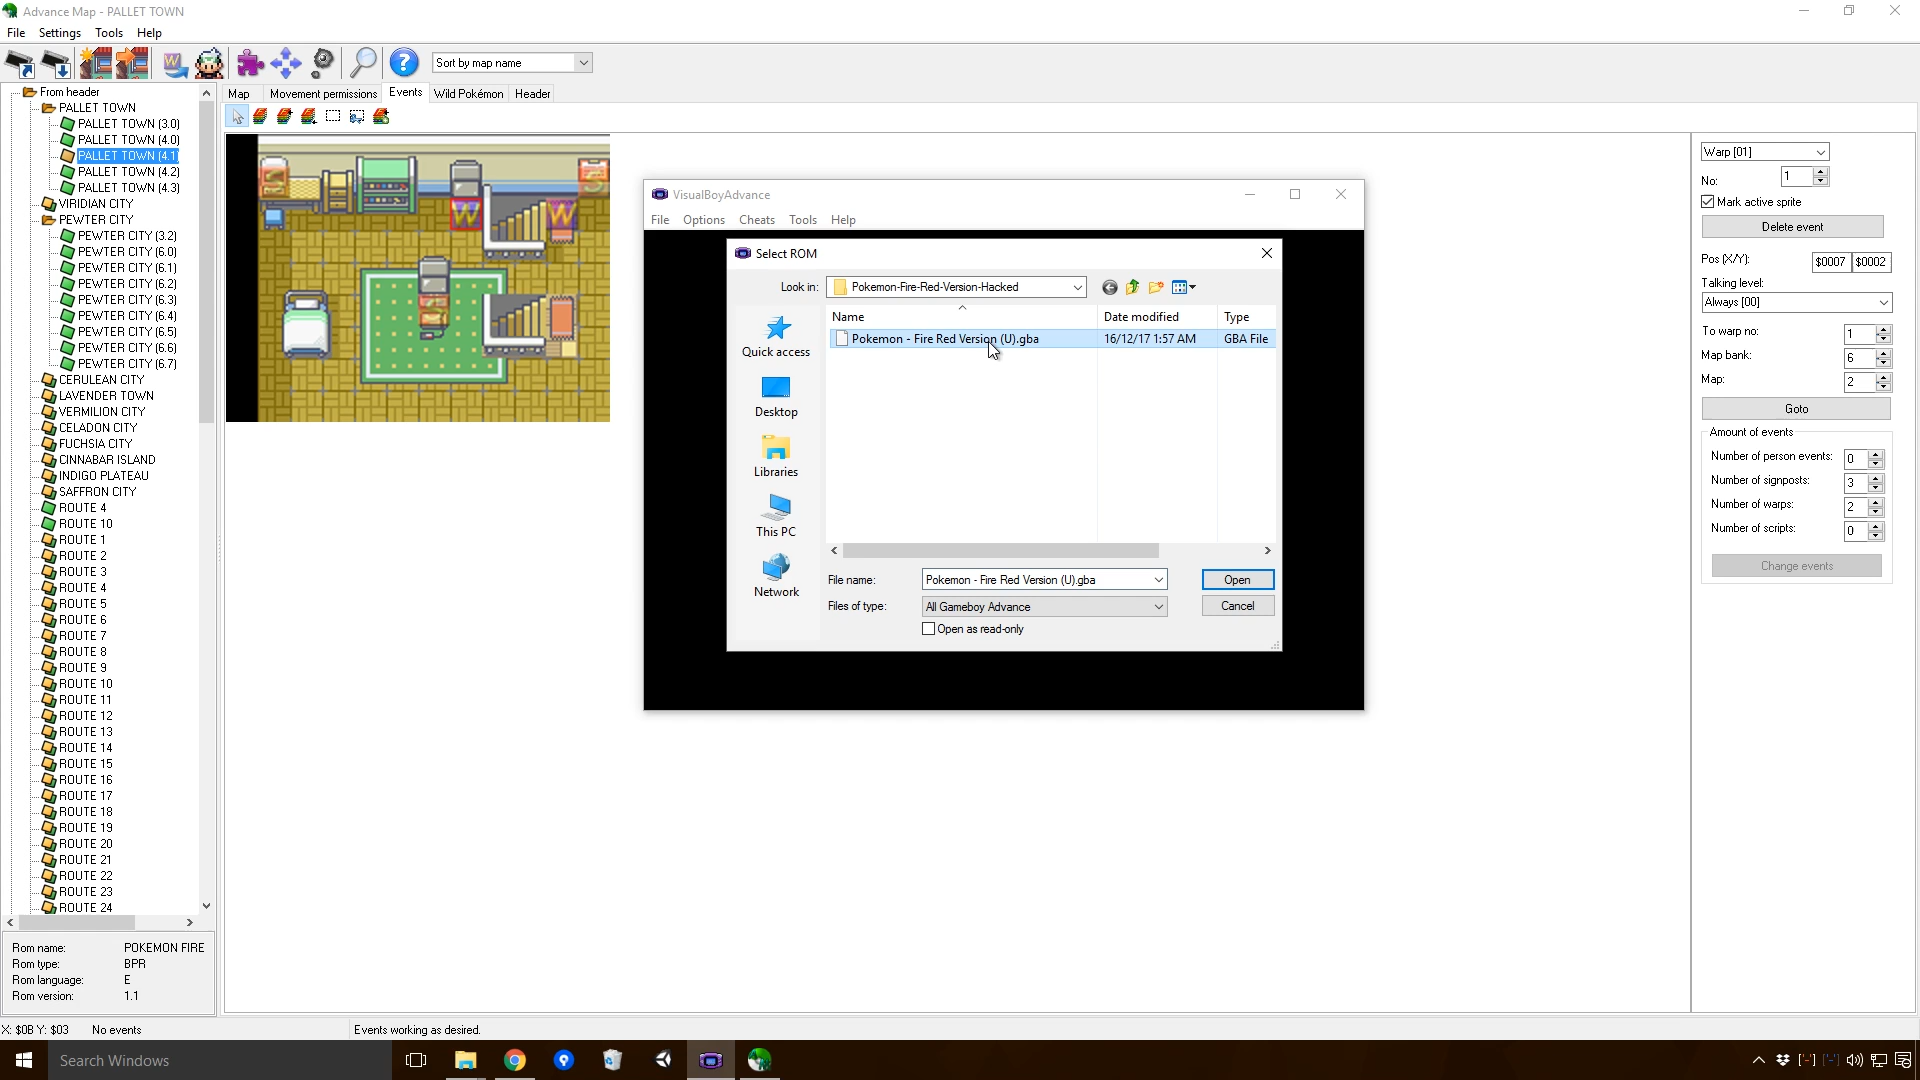 Advance Map - PALLET TOWN
File Settings Tools Help
Sort by map name
From header
PALLET TOWN
PALLET TOWN (3.0)
PALLET TOWN (4.0)
PALLET TOWN (4.1)
PALLET TOWN (4.2)
PALLET TOWN (4.3)
VIRIDIAN CITY
PEWTER CITY
PEWTER CITY (3.2)
PEWTER CITY (6.0)
PEWTER CITY (6.1)
PEWTER CITY (6.2)
PEWTER CITY (6.3)
PEWTER CITY (6.4)
PEWTER CITY (6.5)
PEWTER CITY (6.6)
PEWTER CITY (6.7)
CERULEAN CITY
LAVENDER TOWN
VERMILION CITY
CELADON CITY
FUCHSIA CITY
CINNABAR ISLAND
INDIGO PLATEAU
SAFFRON CITY
ROUTE 4
ROUTE 10
ROUTE 1
ROUTE 2
ROUTE 3
ROUTE 4
ROUTE 5
ROUTE 6
ROUTE 7
ROUTE 8
ROUTE 9
ROUTE 10
ROUTE 11
ROUTE 12
ROUTE 13
ROUTE 14
ROUTE 15
ROUTE 16
ROUTE 17
ROUTE 18
ROUTE 19
ROUTE 20
ROUTE 21
ROUTE 22
ROUTE 23
ROUTE 24
Rom name: POKEMON FIRE
Rom type: BPR
Rom language: E
Rom version: 1.1
Map Movement permissions Events Wild Pokémon Header
W W
S
S
VisualBoyAdvance
File Options Cheats Tools Help
Select ROM
Look in: Pokemon-Fire-Red-Version-Hacked
Name Date modified Type
Pokemon - Fire Red Version (U).gba 16/12/17 1:57 AM GBA File
Quick access
Desktop
Libraries
This PC
Network
File name: Pokemon - Fire Red Version (U).gba Open
Files of type: All Gameboy Advance Cancel
Open as read-only
Warp [01]
No: 1
Mark active sprite
Delete event
Pos (X/Y): $0007 $0002
Talking level:
Always [00]
To warp no: 1
Map bank: 6
Map: 2
Goto
Amount of events
Number of person events: 0
Number of signposts: 3
Number of warps: 2
Number of scripts: 0
Change events
X: $0B Y: $03 No events Events working as desired.
Search Windows